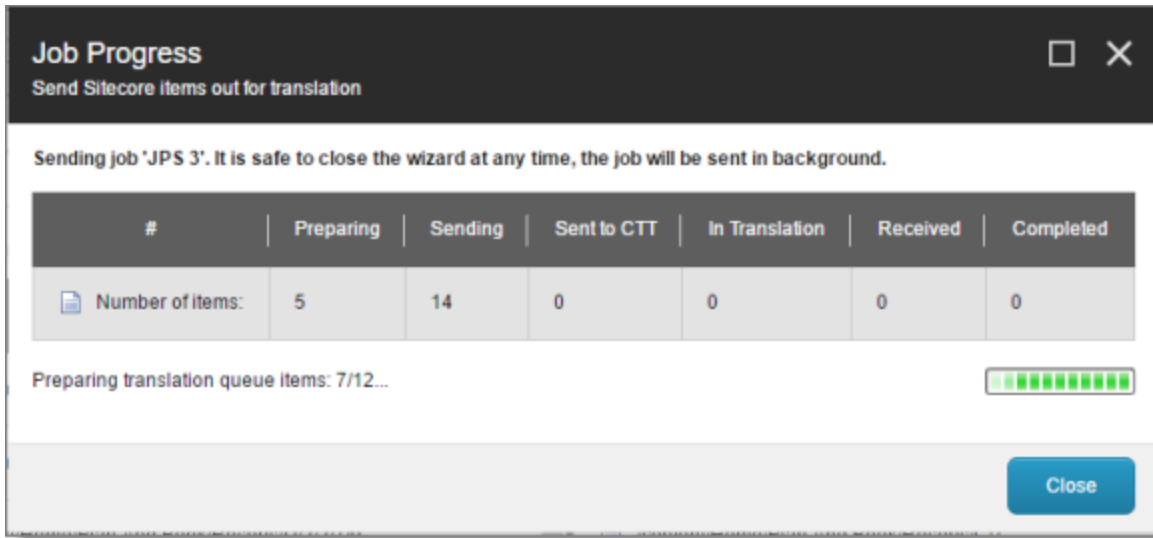 Job Progress
Send Sitecore items out for translation
Sending job 'JPS 3'. It is safe to close the wizard at any time, the job will be sent in background.
# Preparing Sending Sent to CTT In Translation Received Completed
Number of items: 5 14 0 0 0 0
Preparing translation queue items: 7/12...
Close